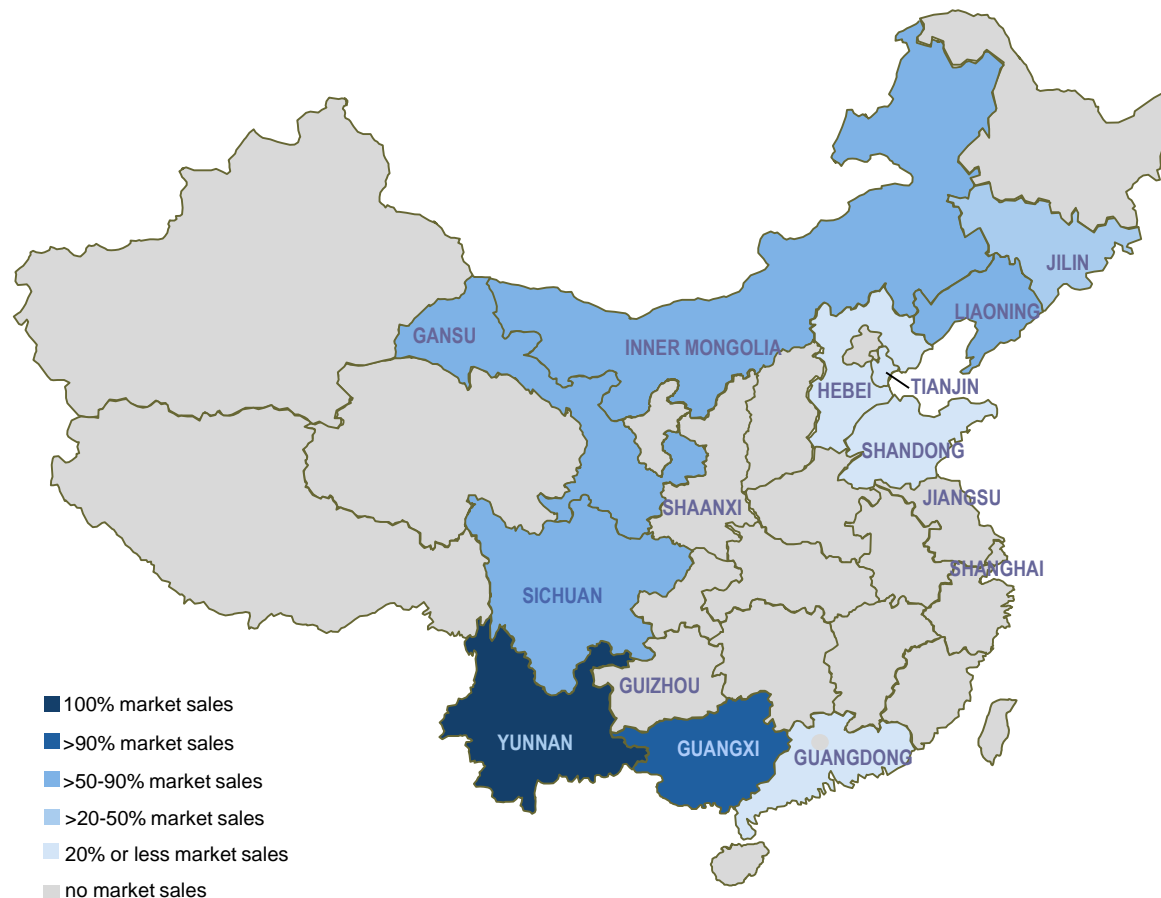 JILIN
LIAONING
GANSU
INNER MONGOLIA
HEBEI
TIANJIN
SHANDONG
JIANGSU
SHAANXI
SHANGHAI
SICHUAN
GUIZHOU
YUNNAN
GUANGXI
GUANGDONG
100% market sales
>90% market sales
>50-90% market sales
>20-50% market sales
20% or less market sales
no market sales